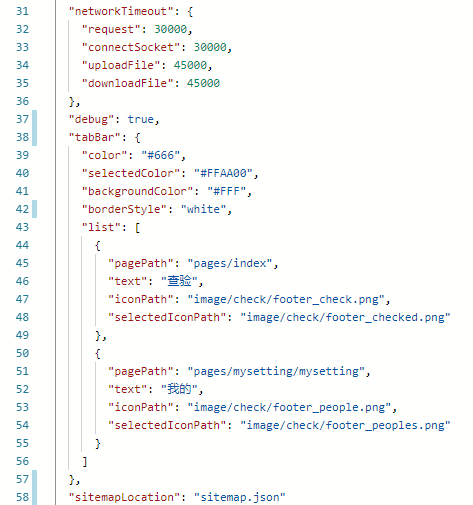 31 "networkTimeout": {
32 "request": 30000,
33 "connectSocket": 30000,
34 "uploadFile": 45000,
35 "downloadFile": 45000
36 },
37 "debug": true,
38 "tabBar": {
39 "color": "#666",
40 "selectedColor": "#FFAA00",
41 "backgroundColor": "#FFF",
42 "borderStyle": "white",
43 "list": [
44 {
45 "pagePath": "pages/index",
46 "text": "查验",
47 "iconPath": "image/check/footer_check.png",
48 "selectedIconPath": "image/check/footer_checked.png"
49 },
50 {
51 "pagePath": "pages/mysetting/mysetting",
52 "text": "我的",
53 "iconPath": "image/check/footer_people.png",
54 "selectedIconPath": "image/check/footer_peoples.png"
55 }
56 ]
57 },
58 "sitemapLocation": "sitemap.json"